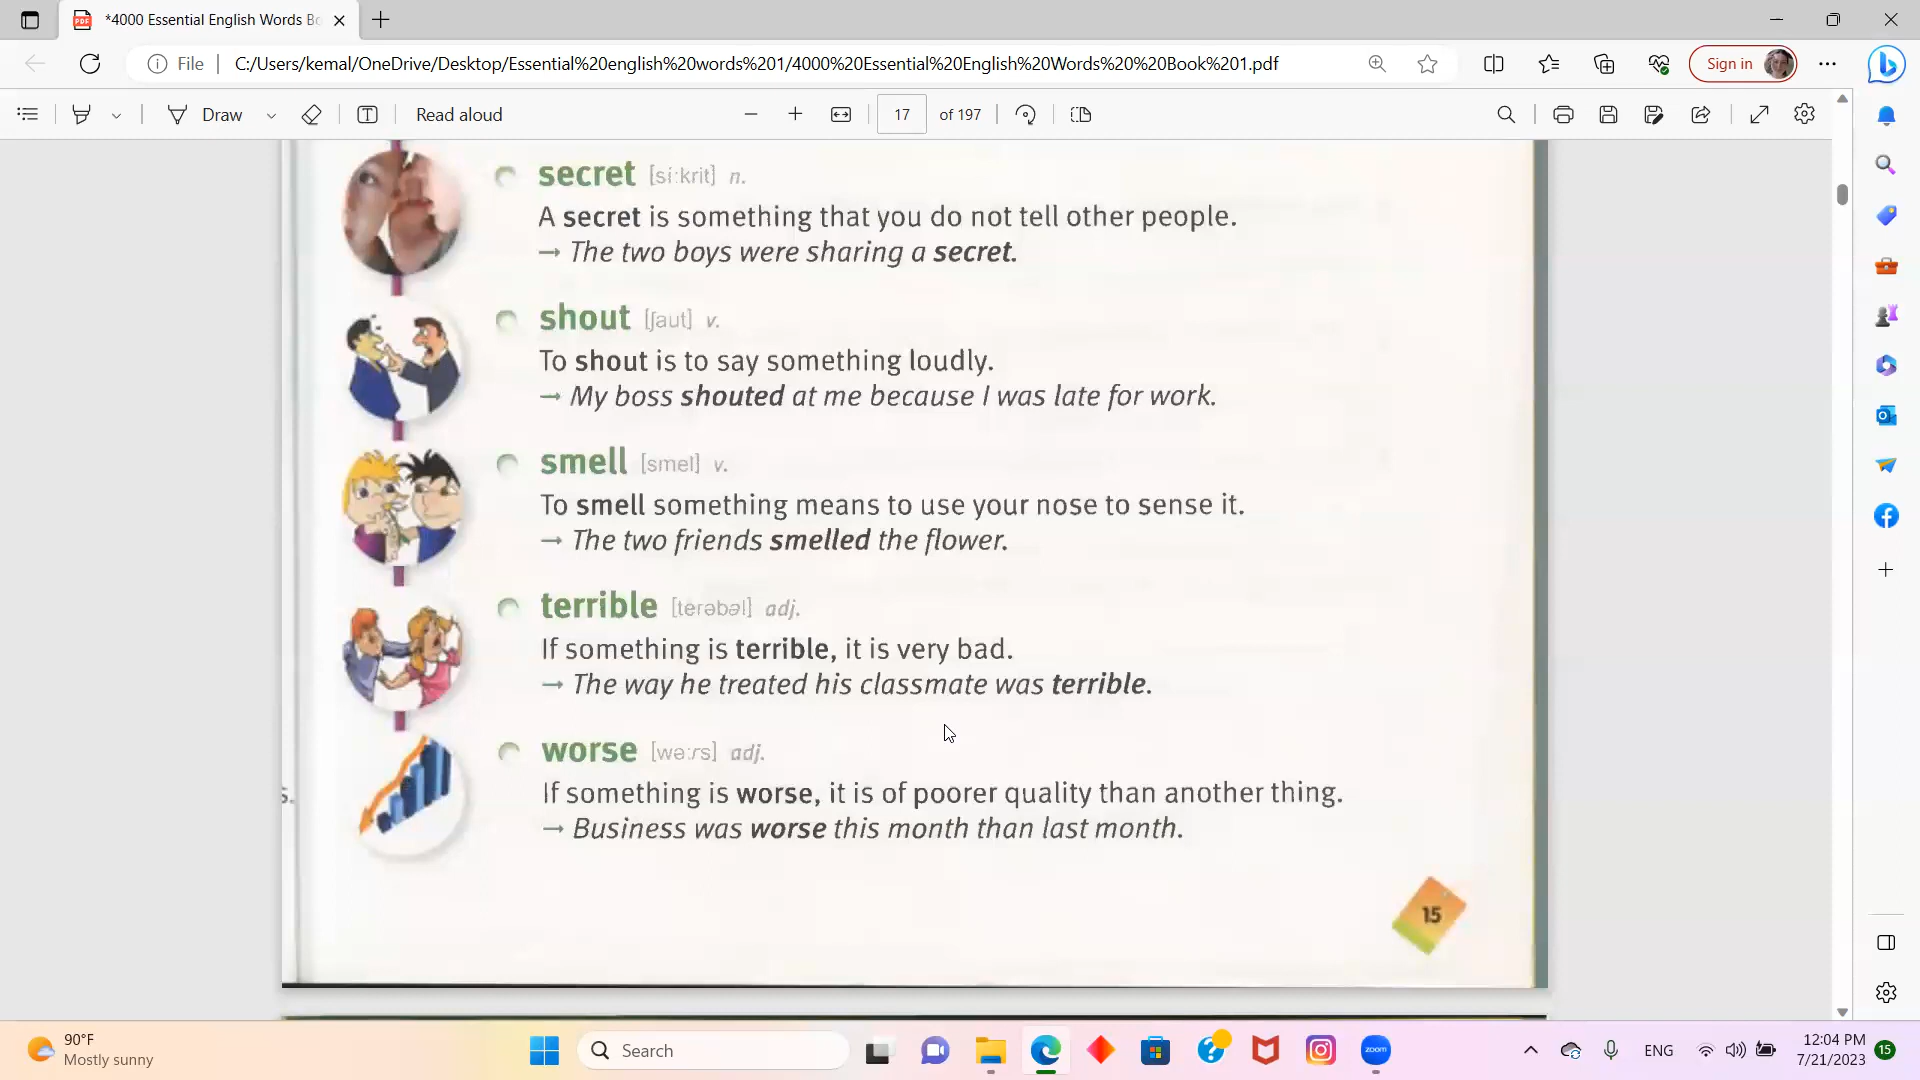 *4000 Essential English Words Bo
File
C:/Users/kemal/OneDrive/Desktop/Essential%20english%20words%201/4000%20Essential%20English%20Words%20%20Book%201.pdf
Sign in
Draw
Read aloud
17 of 197
secret [síːkrit] n.
A secret is something that you do not tell other people.
→ The two boys were sharing a secret.
shout [ʃaut] v.
To shout is to say something loudly.
→ My boss shouted at me because I was late for work.
smell [smel] v.
To smell something means to use your nose to sense it.
→ The two friends smelled the flower.
terrible [térəbəl] adj.
If something is terrible, it is very bad.
→ The way he treated his classmate was terrible.
worse [wəːrs] adj.
If something is worse, it is of poorer quality than another thing.
→ Business was worse this month than last month.
s.
15
90°F
Mostly sunny
Search
zoom
ENG
12:04 PM
7/21/2023
15